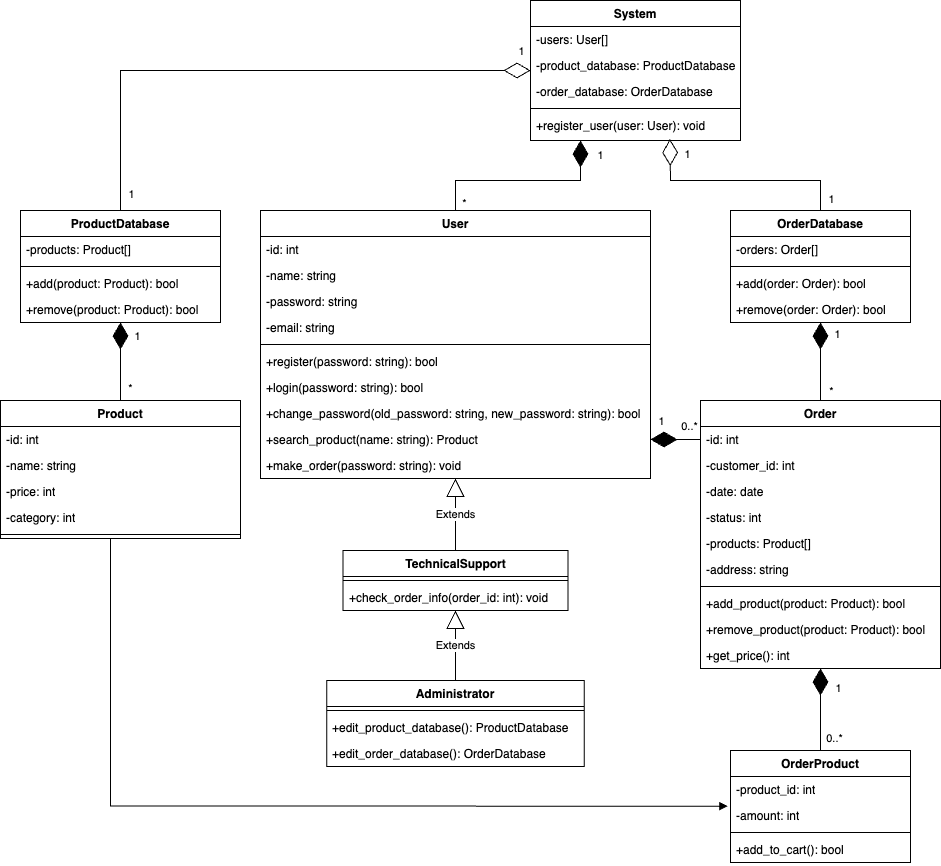 System
-users: User[]
-product_database: ProductDatabase
-order_database: OrderDatabase
+register_user(user: User): void
1
1
1
1
*
1
ProductDatabase
-products: Product[]
+add(product: Product): bool
+remove(product: Product): bool
1
*
User
-id: int
-name: string
-password: string
-email: string
+register(password: string): bool
+login(password: string): bool
+change_password(old_password: string, new_password: string): bool
+search_product(name: string): Product
+make_order(password: string): void
1
0..*
OrderDatabase
-orders: Order[]
+add(order: Order): bool
+remove(order: Order): bool
1
*
Product
-id: int
-name: string
-price: int
-category: int
Order
-id: int
-customer_id: int
-date: date
-status: int
-products: Product[]
-address: string
+add_product(product: Product): bool
+remove_product(product: Product): bool
+get_price(): int
Extends
TechnicalSupport
+check_order_info(order_id: int): void
Extends
Administrator
+edit_product_database(): ProductDatabase
+edit_order_database(): OrderDatabase
1
0..*
OrderProduct
-product_id: int
-amount: int
+add_to_cart(): bool